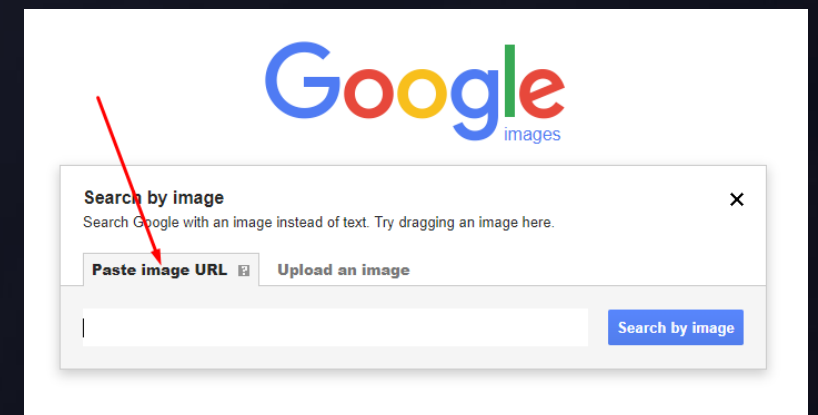 Google
images
Search by image
Search Google with an image instead of text. Try dragging an image here.
Paste image URL ? Upload an image
Search by image